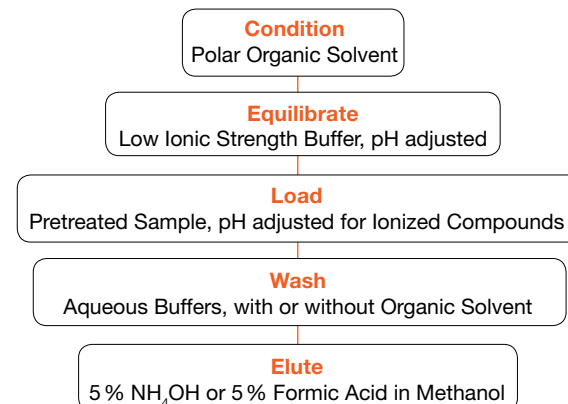 Condition
Polar Organic Solvent
Equilibrate
Low Ionic Strength Buffer, pH adjusted
Load
Pretreated Sample, pH adjusted for Ionized Compounds
Wash
Aqueous Buffers, with or without Organic Solvent
Elute
5 % NH₄OH or 5 % Formic Acid in Methanol